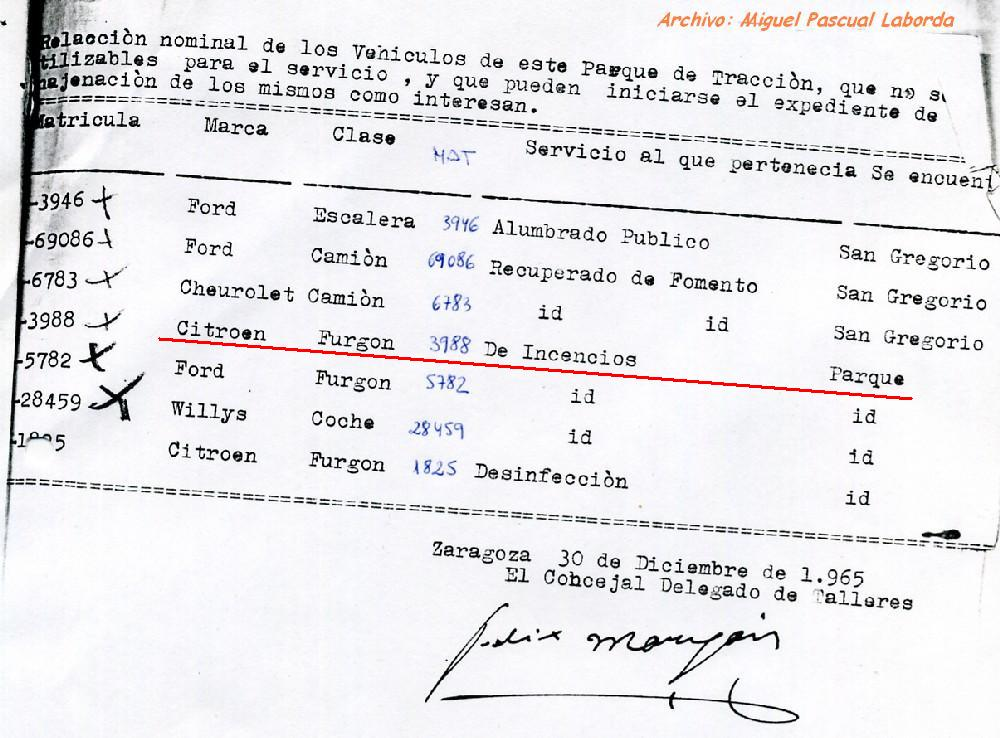 Archivo: Miguel Pascual Laborda
Relacciòn nominal de los Vehiculos de este Parque de Tracciòn, que no se
tilizables para el servicio , y que pueden iniciarse el expediente de
najenaciòn de los mismos como interesan.
Matricula Marca Clase MAT Servicio al que pertenecia Se encuent
-3946 Ford Escalera 3946 Alumbrado Publico San Gregorio
-69086 Ford Camiòn 69086 Recuperado de Fomento San Gregorio
-6783 Cheurolet Camiòn 6783 id id San Gregorio
-3988 Citroen Furgon 3988 De Incencios Parque
-5782 Ford Furgon 5782 id id
-28459 Willys Coche 28459 id id
Citroen Furgon 1825 Desinfecciòn id
Zaragoza 30 de Diciembre de 1.965
El Concejal Delegado de Talleres